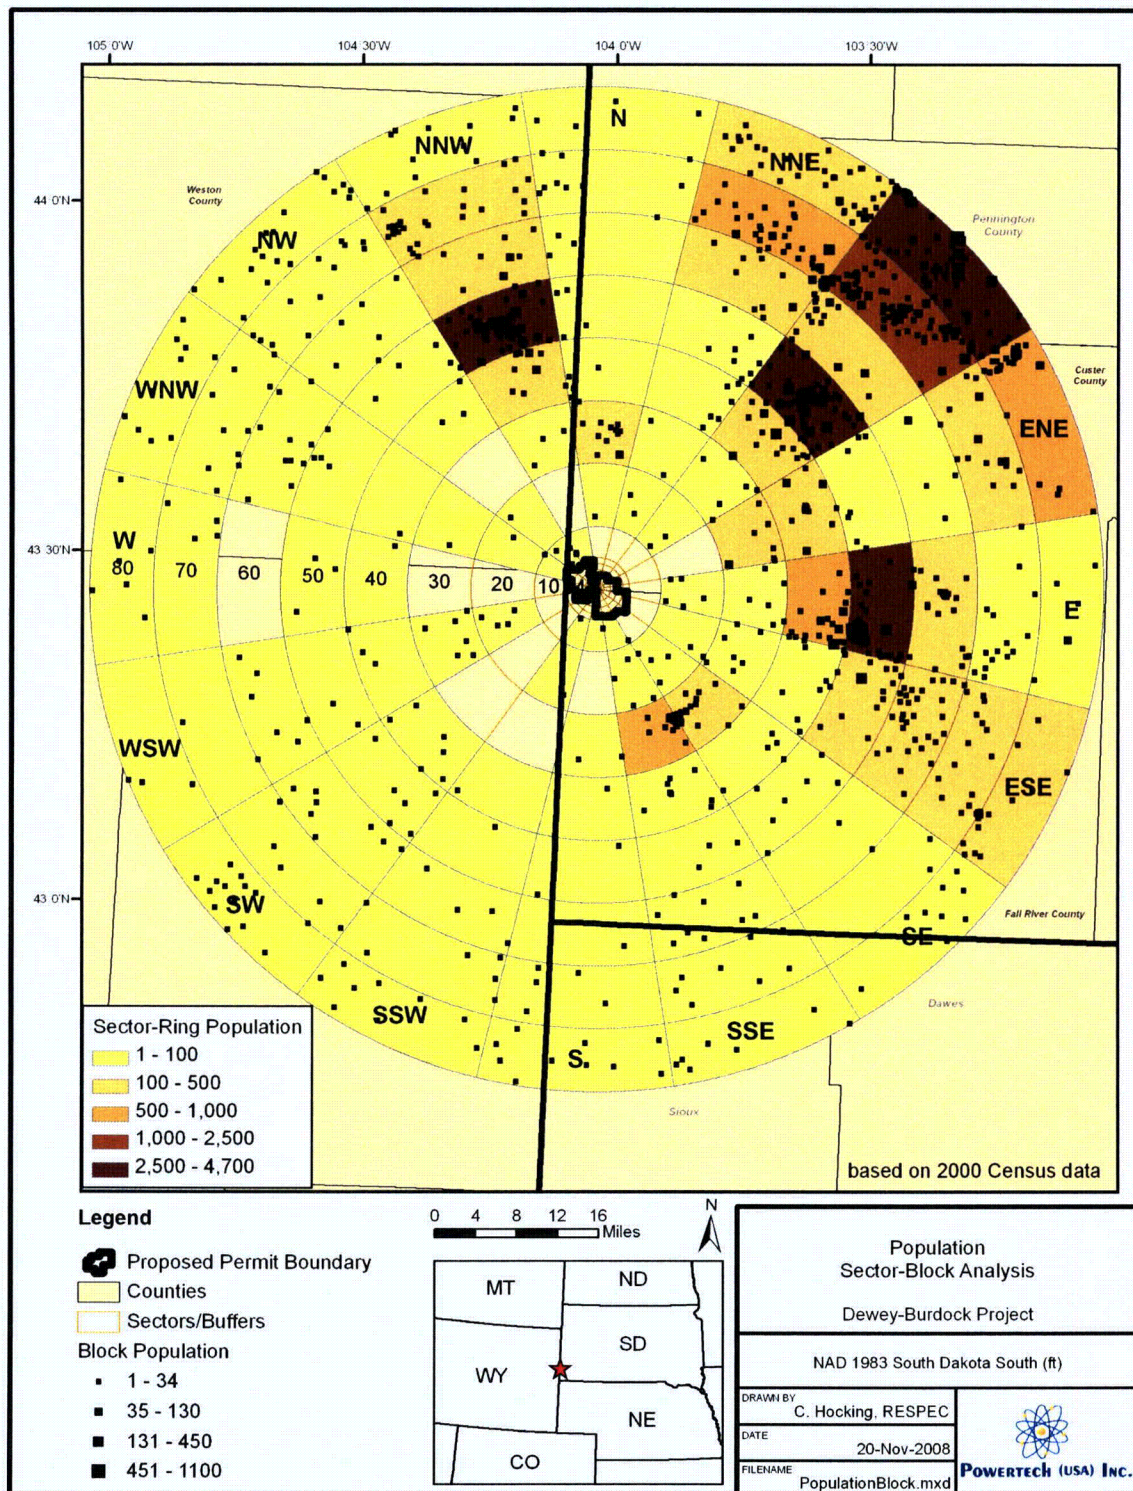 105 0'W
104 30'W
104 0'W
103 30'W
N
NNW
NNE
Weston
County
44 0'N
Pennington
County
NW
WNW
Custer
County
ENE
43 30'N
W
80 70 60 50 40 30 20 10
E
WSW
ESE
43 0'N
SW
Fall River County
SE
Dawes
SSW
SSE
S
Sioux
Sector-Ring Population
1 - 100
100 - 500
500 - 1,000
1,000 - 2,500
2,500 - 4,700
based on 2000 Census data
Legend
Proposed Permit Boundary
Counties
Sectors/Buffers
Block Population
1 - 34
35 - 130
131 - 450
451 - 1100
0 4 8 12 16
Miles
N
MT
ND
SD
WY
NE
CO
Population
Sector-Block Analysis
Dewey-Burdock Project
NAD 1983 South Dakota South (ft)
DRAWN BY
C. Hocking, RESPEC
DATE
20-Nov-2008
FILENAME
PopulationBlock.mxd
POWERTECH (USA) INC.